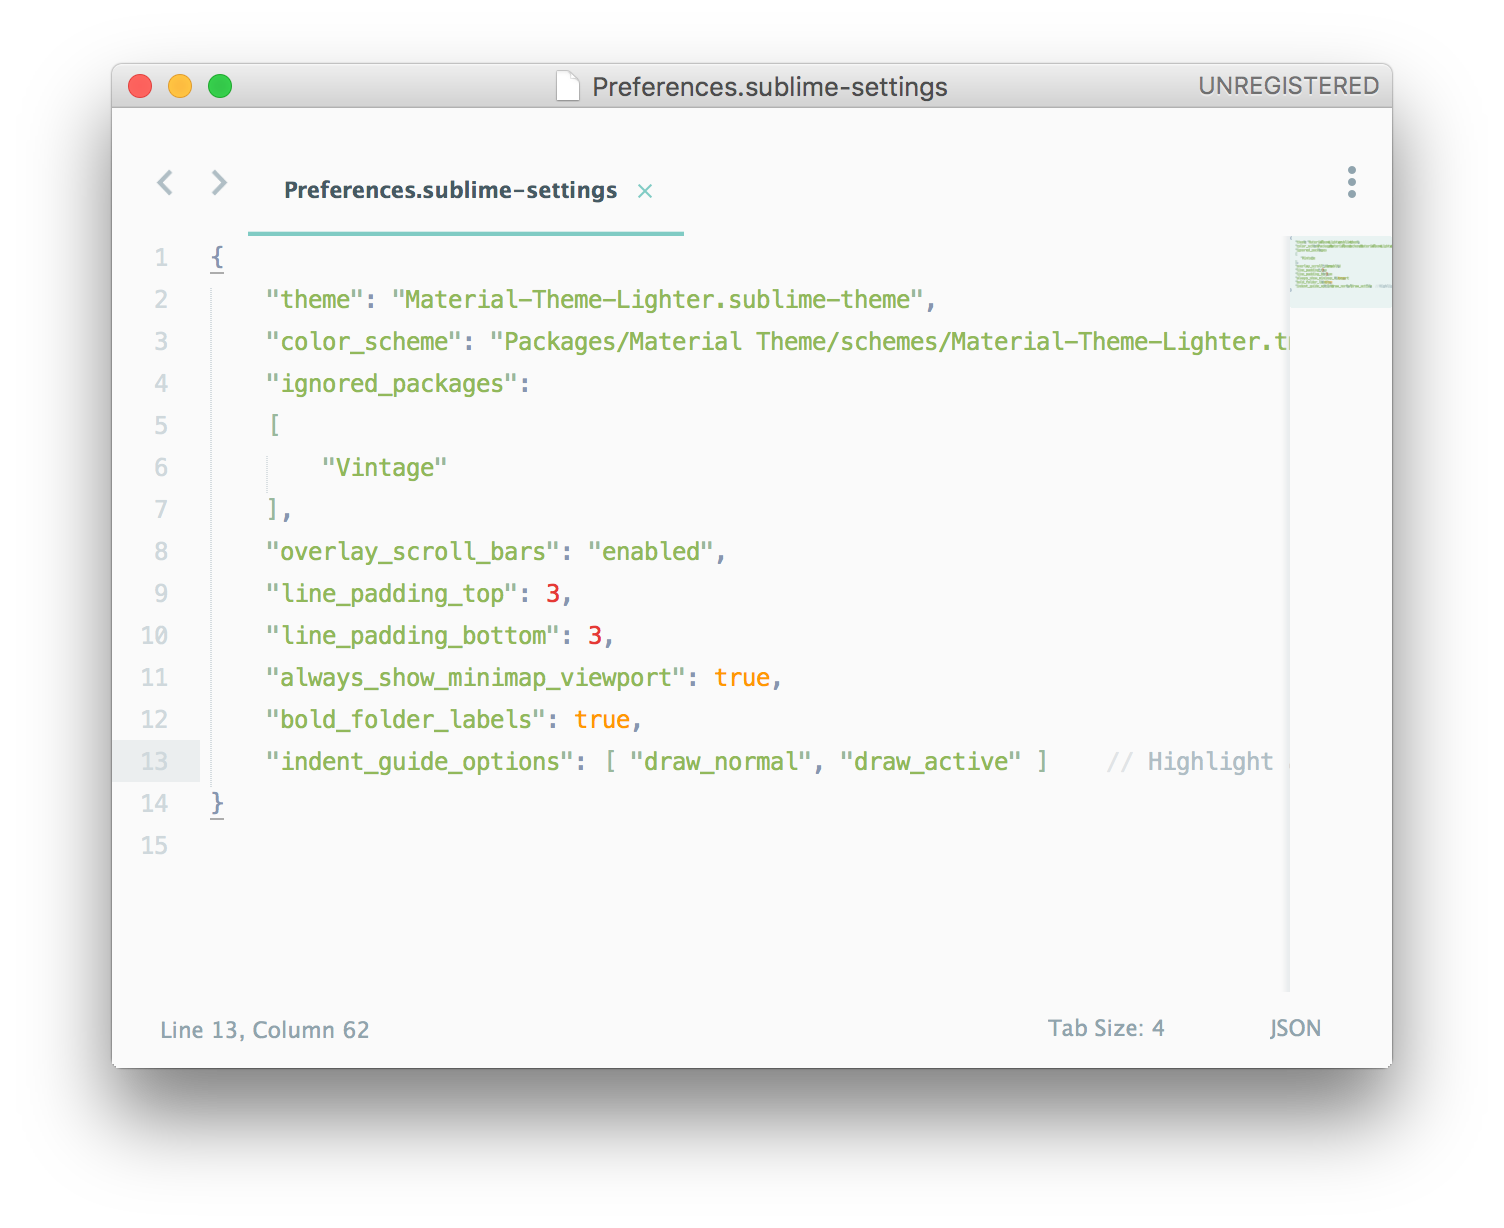 Preferences.sublime-settings
UNREGISTERED
Preferences.sublime-settings ×
1 {
2 "theme": "Material-Theme-Lighter.sublime-theme",
3 "color_scheme": "Packages/Material Theme/schemes/Material-Theme-Lighter.t
4 "ignored_packages":
5 [
6 "Vintage"
7 ],
8 "overlay_scroll_bars": "enabled",
9 "line_padding_top": 3,
10 "line_padding_bottom": 3,
11 "always_show_minimap_viewport": true,
12 "bold_folder_labels": true,
13 "indent_guide_options": [ "draw_normal", "draw_active" ] // Highlight
14 }
15
Line 13, Column 62
Tab Size: 4
JSON